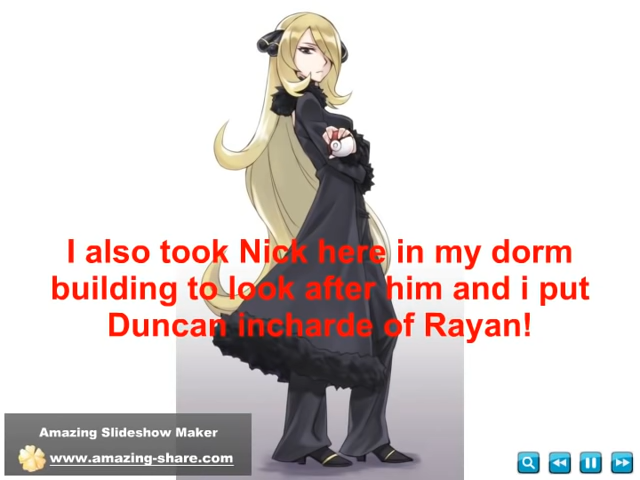 I also took Nick here in my dorm
building to look after him and i put
Duncan incharde of Rayan!
Amazing Slideshow Maker
www.amazing-share.com